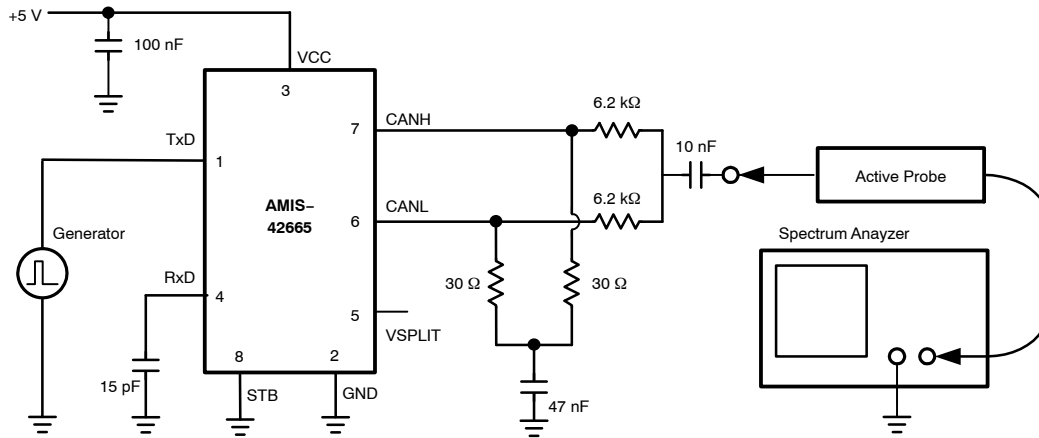 +5 V
100 nF
VCC
3
6.2 kΩ
7
CANH
10 nF
TxD
1
Active Probe
6.2 kΩ
AMIS–
42665
6
CANL
Generator
Spectrum Anayzer
RxD
4
30 Ω
30 Ω
5
VSPLIT
8
2
15 pF
STB
GND
47 nF